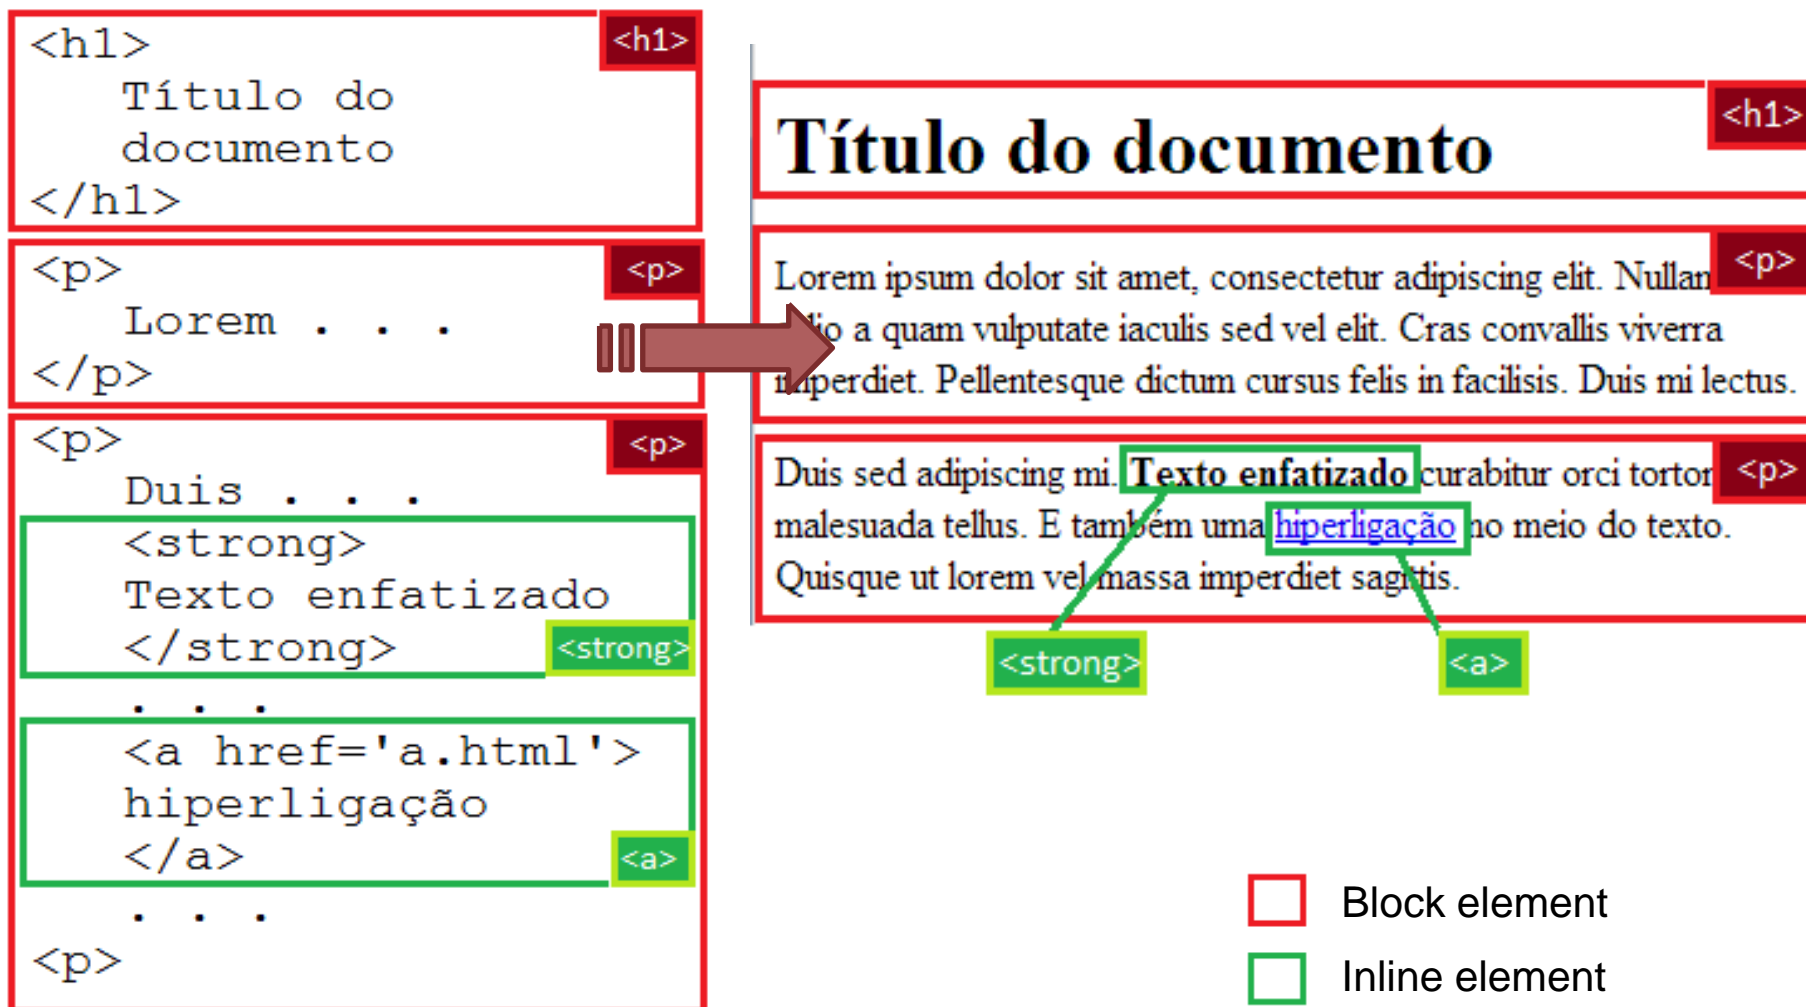 <h1> <h1>
Título do
documento
</h1>
<p> <p>
Lorem . . .
</p>
<p> <p>
Duis . . .
<strong>
Texto enfatizado
</strong> <strong>
. . .
<a href='a.html'>
hiperligação
</a> <a>
. . .
<p>
Título do documento <h1>
Lorem ipsum dolor sit amet, consectetur adipiscing elit. <p>
a quam vulputate iaculis sed vel elit. Cras convallis viverra
imperdiet. Pellentesque dictum cursus felis in facilisis. Duis mi lectus.
Duis sed adipiscing mi. Texto enfatizado curabitur orci tortor <p>
malesuada tellus. E também uma hiperligação no meio do texto.
Quisque ut lorem vel massa imperdiet sagittis.
<strong> <a>
Block element
Inline element